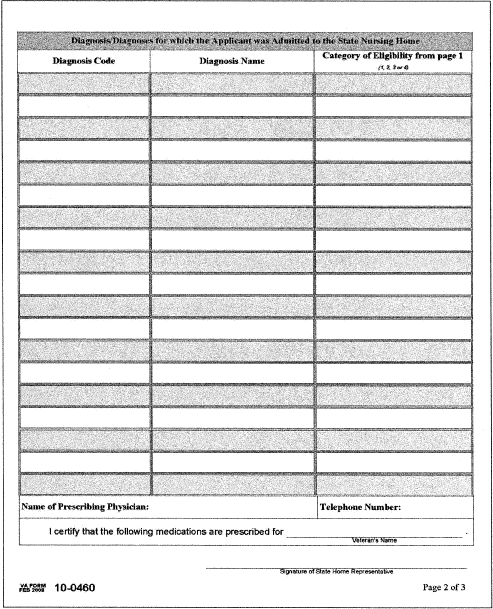 Diagnosis/Diagnoses for which the Applicant was Admitted to the State Nursing Home
Diagnosis Code
Diagnosis Name
Category of Eligibility from page 1
(1, 2, 3 or 4)
Name of Prescribing Physician:
Telephone Number:
I certify that the following medications are prescribed for
.
Veteran's Name
Signature of State Home Representative
VA FORM
FEB 2008
10-0460
Page 2 of 3